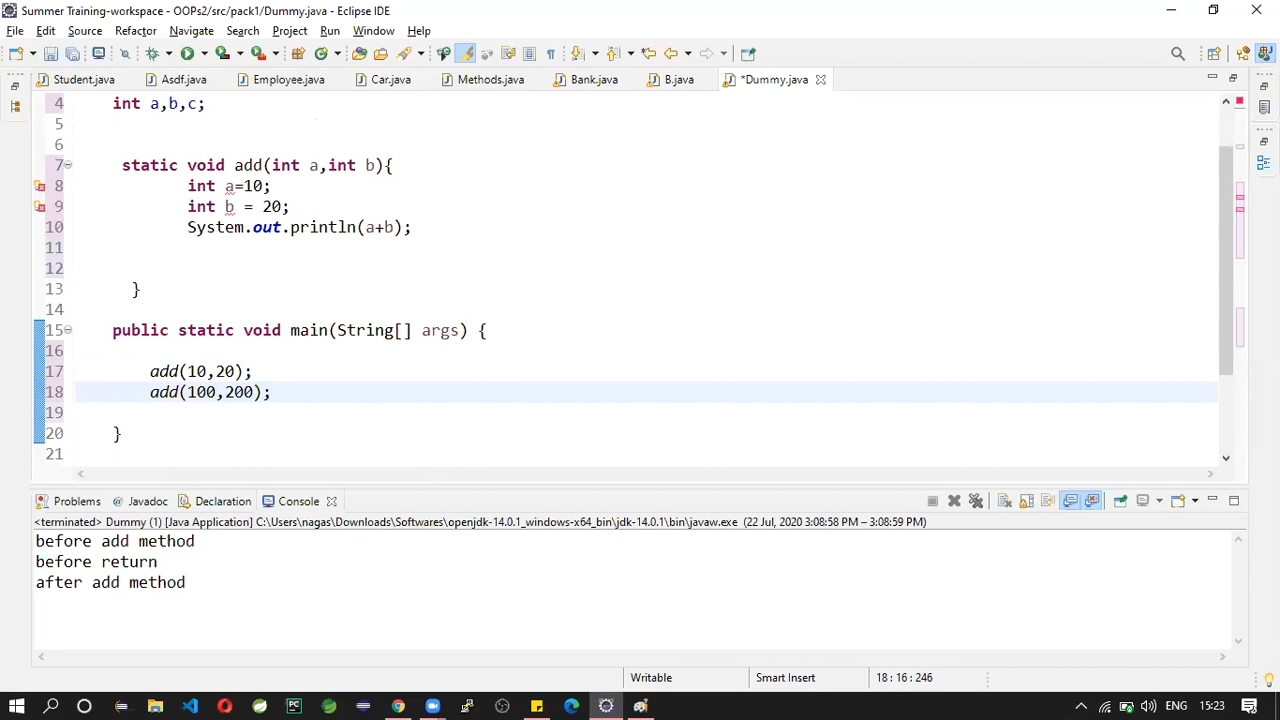 Summer Training-workspace - OOPs2/src/pack1/Dummy.java - Eclipse IDE
File Edit Source Refactor Navigate Search Project Run Window Help
Student.java Asdf.java Employee.java Car.java Methods.java Bank.java B.java *Dummy.java
4 int a,b,c;
5
6
7 static void add(int a,int b){
8 int a=10;
9 int b = 20;
10 System.out.println(a+b);
11
12
13 }
14
15 public static void main(String[] args) {
16
17 add(10,20);
18 add(100,200);
19
20 }
21
Problems @ Javadoc Declaration Console
<terminated> Dummy (1) [Java Application] C:\Users\nagas\Downloads\Softwares\openjdk-14.0.1_windows-x64_bin\jdk-14.0.1\bin\javaw.exe (22 Jul, 2020 3:08:58 PM – 3:08:59 PM)
before add method
before return
after add method
Writable Smart Insert 18 : 16 : 246
PC ENG 15:23